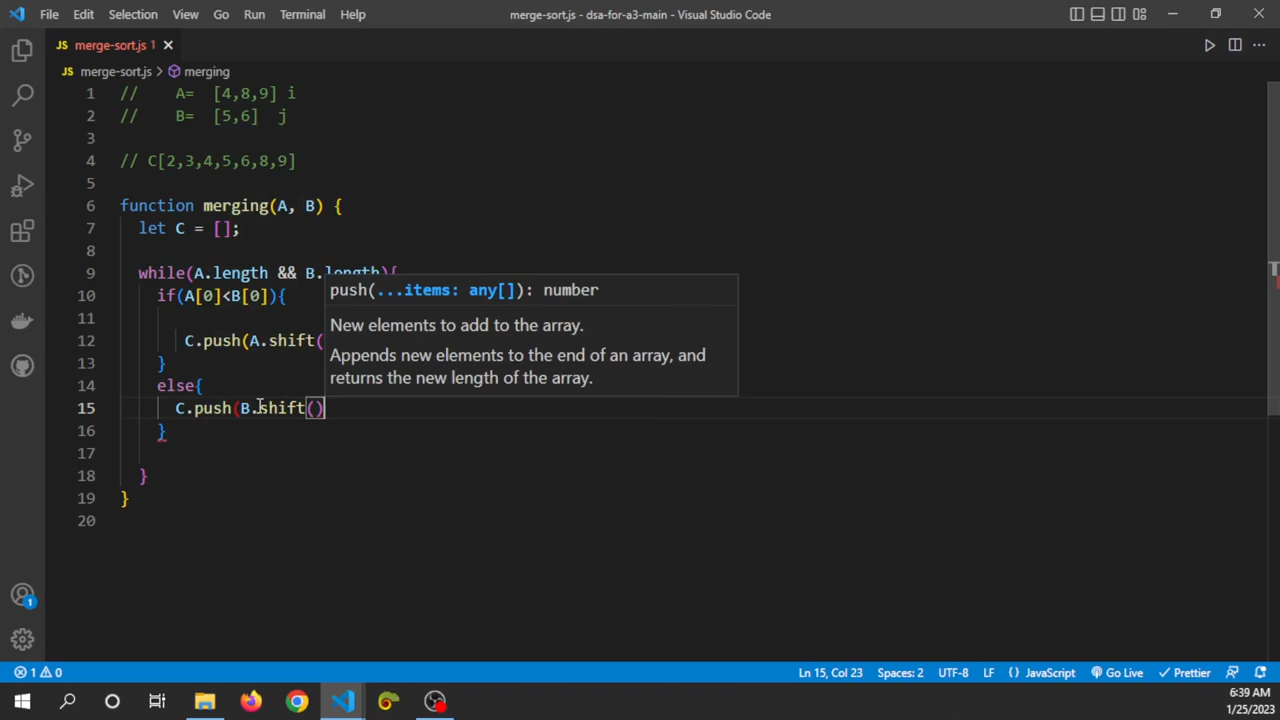 File Edit Selection View Go Run Terminal Help merge-sort.js - dsa-for-a3-main - Visual Studio Code
JS merge-sort.js 1
JS merge-sort.js > merging
1 // A= [4,8,9] i
2 // B= [5,6] j
3
4 // C[2,3,4,5,6,8,9]
5
6 function merging(A, B) {
7 let C = [];
8
9 while(A.length && B.length){
10 if(A[0]<B[0]){
push(...items: any[]): number
11
New elements to add to the array.
12 C.push(A.shift(
Appends new elements to the end of an array, and
13 }
returns the new length of the array.
14 else{
15 C.push(B.shift()
16 }
17
18 }
19 }
20
1
1 0 Ln 15, Col 23 Spaces: 2 UTF-8 LF {} JavaScript Go Live Prettier
6:39 AM
1/25/2023